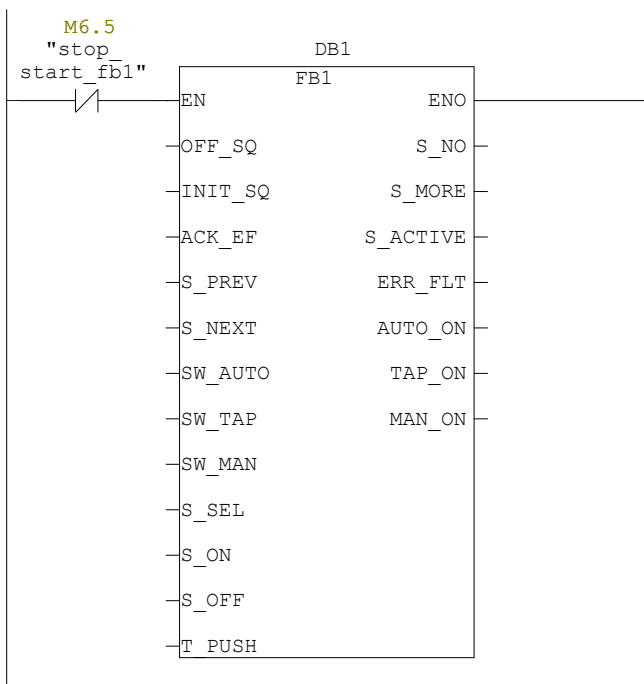 M6.5
"stop_
start_fb1"
DB1
FB1
EN ENO
OFF_SQ S_NO
INIT_SQ S_MORE
ACK_EF S_ACTIVE
S_PREV ERR_FLT
S_NEXT AUTO_ON
SW_AUTO TAP_ON
SW_TAP MAN_ON
SW_MAN
S_SEL
S_ON
S_OFF
T_PUSH